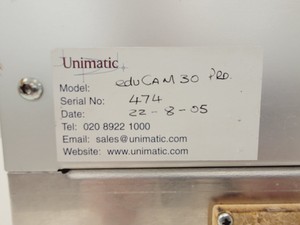 Unimatic
Model: eduCAM 30 PRO.
Serial No: 474
Date: 22-8-05
Tel: 020 8922 1000
Email: sales@unimatic.com
Website: www.unimatic.com